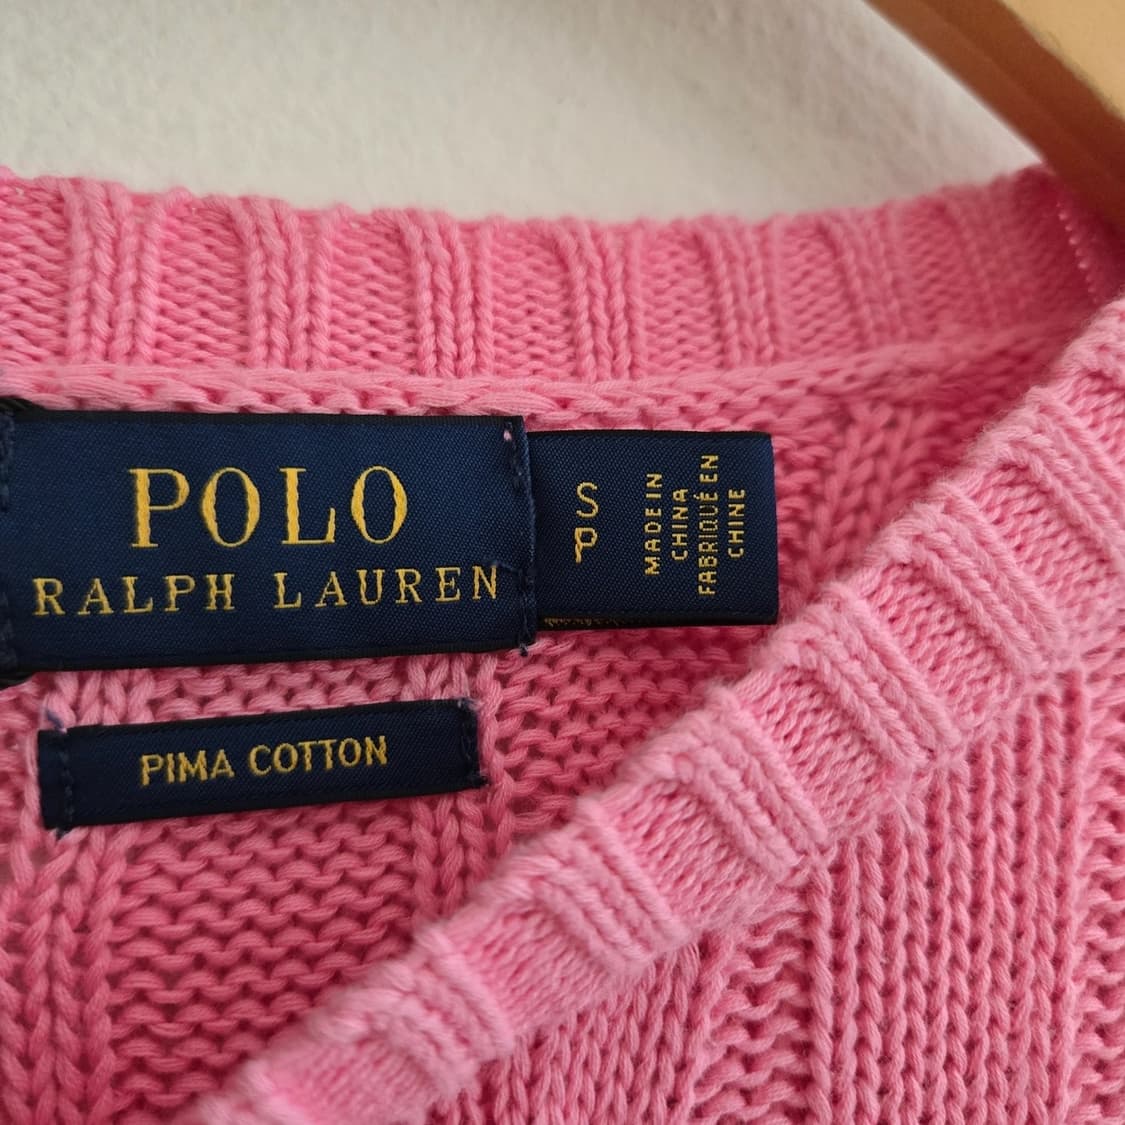 POLO
RALPH LAUREN
S
P
MADE IN
CHINA
FABRIQUÉ EN
CHINE
PIMA COTTON